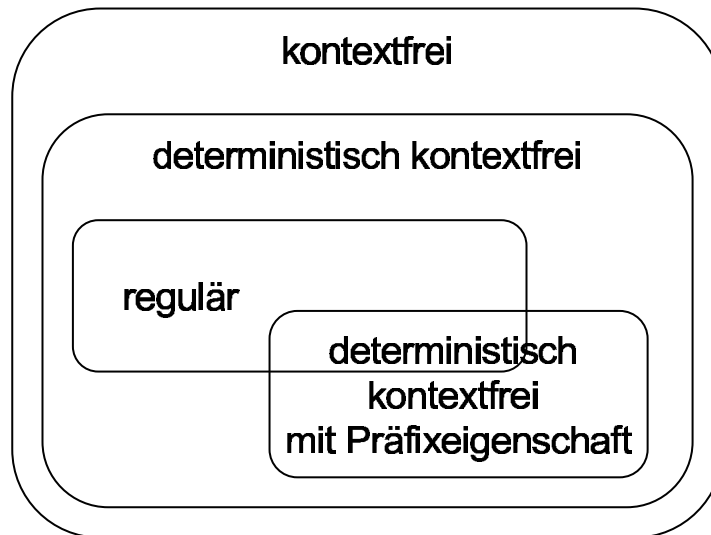 kontextfrei
deterministisch kontextfrei
regulär
deterministisch
kontextfrei
mit Präfixeigenschaft